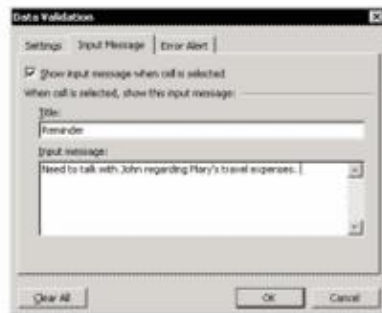 Data Validation
Settings Input Message Error Alert
Show input message when cell is selected
When cell is selected, show this input message:
Title:
Reminder
Input message:
Need to talk with John regarding Mary's travel expenses.
Clear All OK Cancel